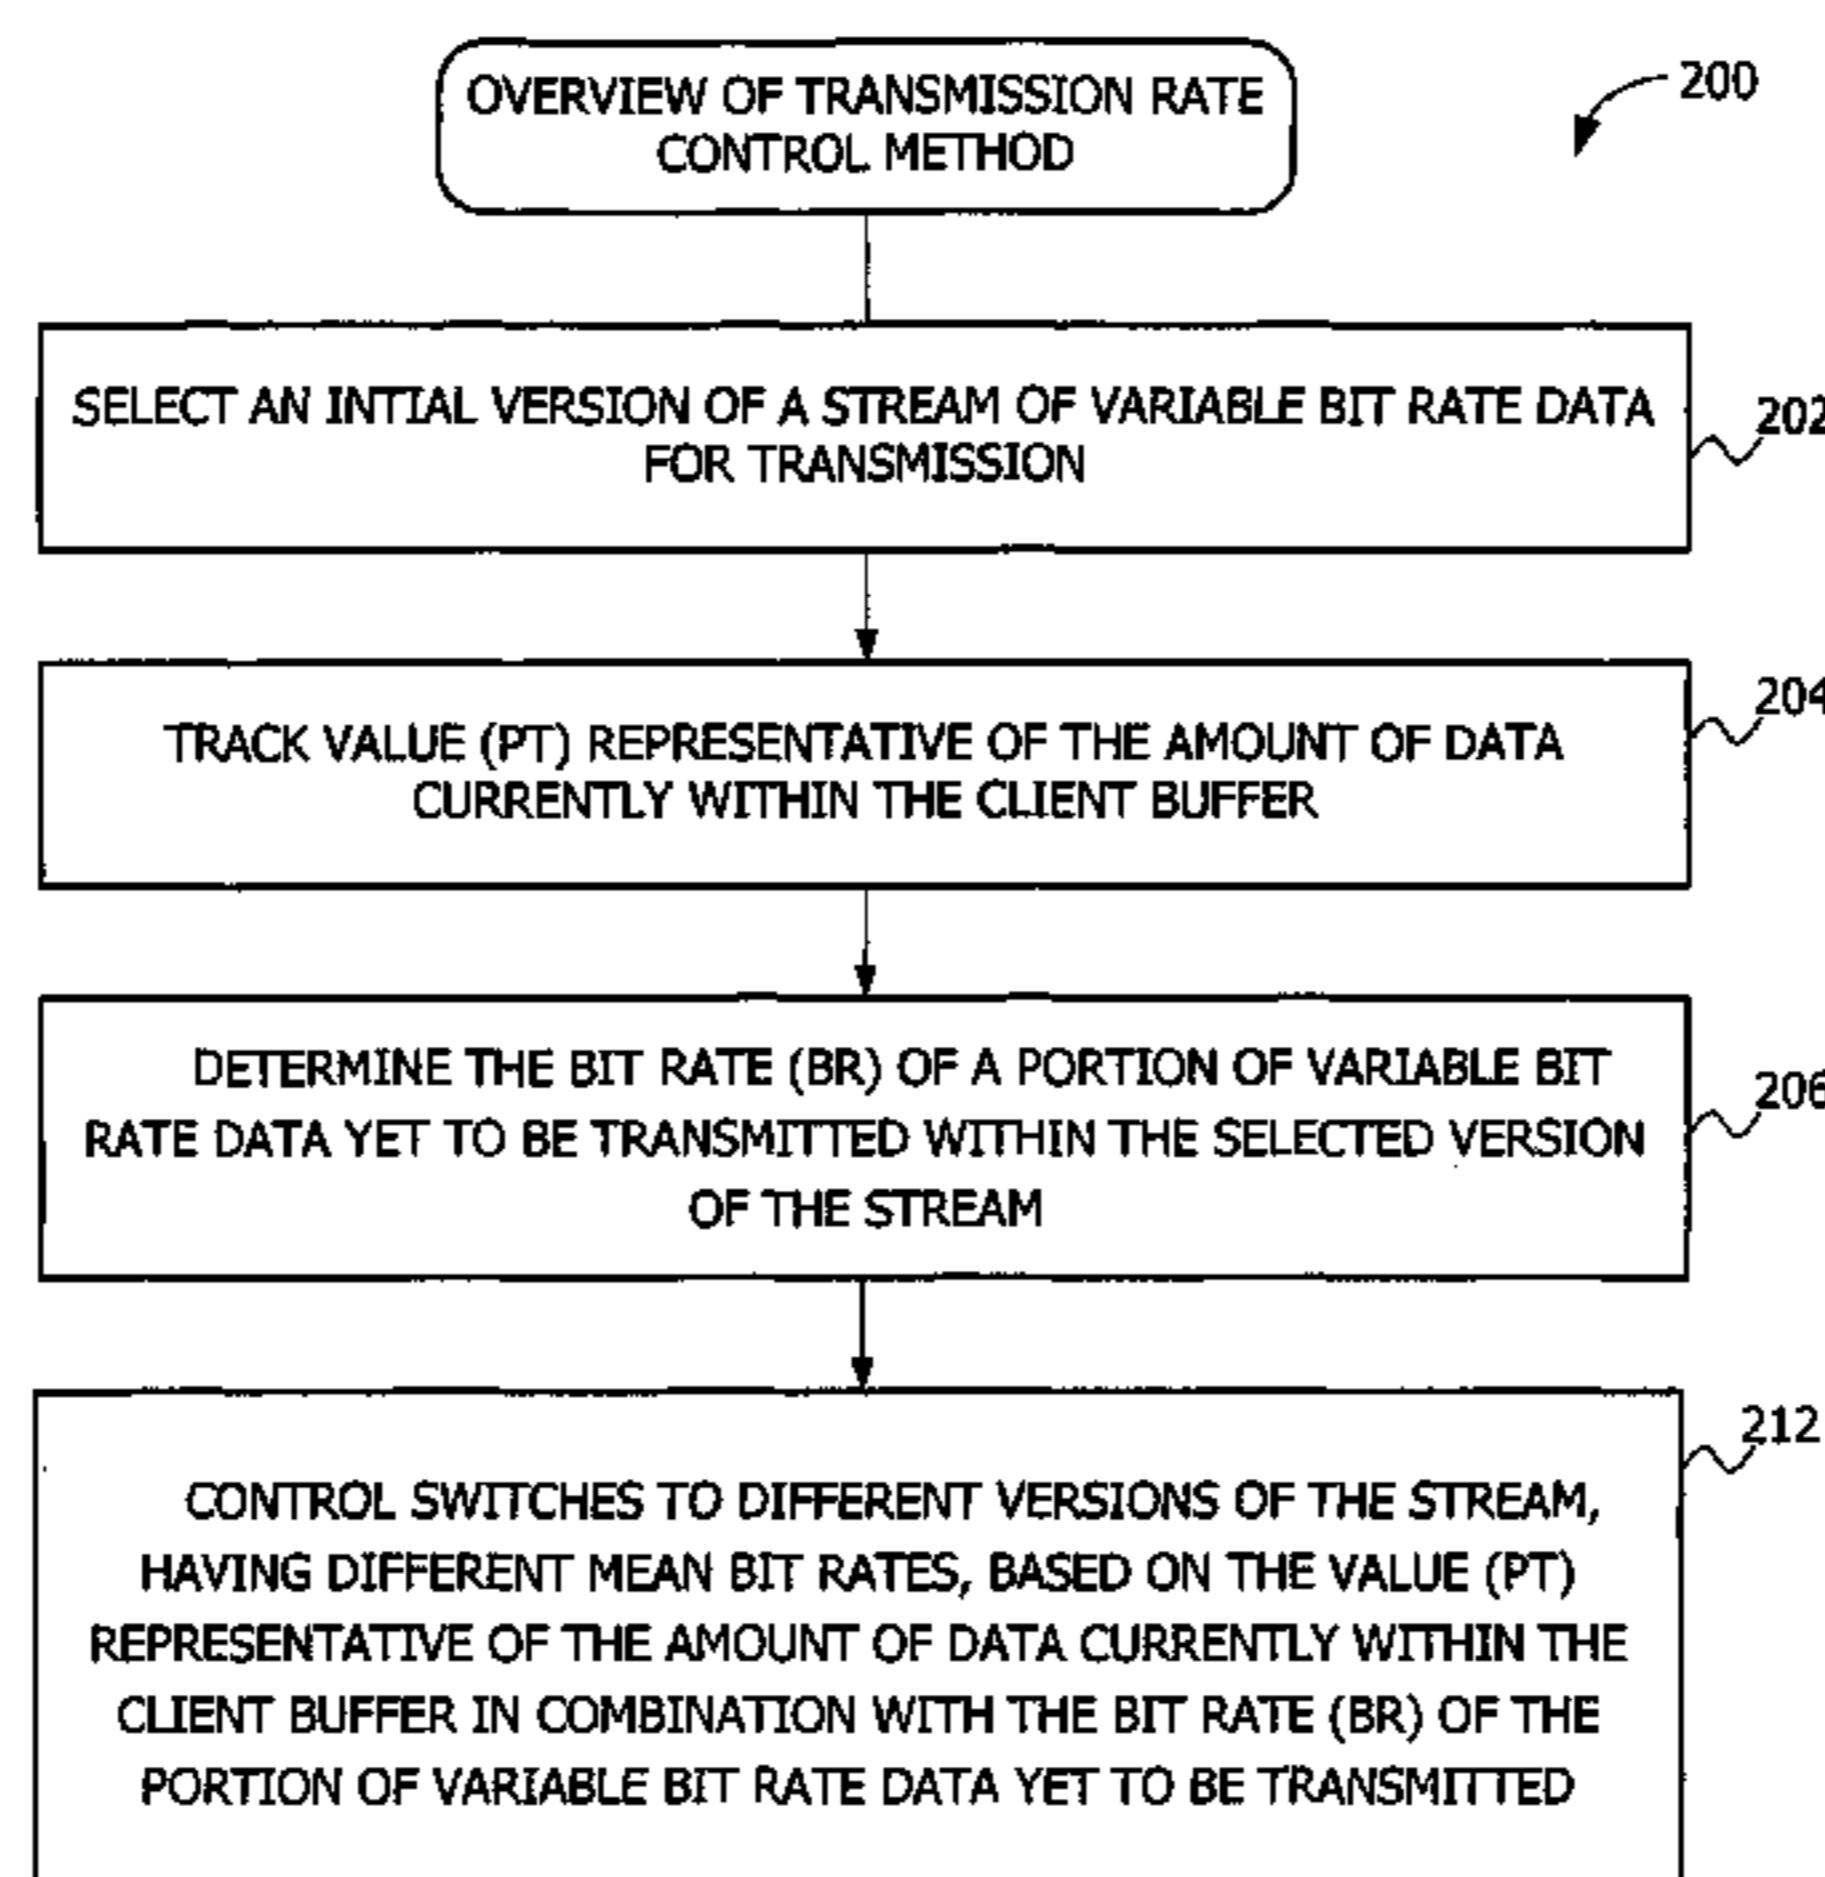 OVERVIEW OF TRANSMISSION RATE
CONTROL METHOD
200
SELECT AN INTIAL VERSION OF A STREAM OF VARIABLE BIT RATE DATA
FOR TRANSMISSION
202
TRACK VALUE (PT) REPRESENTATIVE OF THE AMOUNT OF DATA
CURRENTLY WITHIN THE CLIENT BUFFER
204
DETERMINE THE BIT RATE (BR) OF A PORTION OF VARIABLE BIT
RATE DATA YET TO BE TRANSMITTED WITHIN THE SELECTED VERSION
OF THE STREAM
206
212
CONTROL SWITCHES TO DIFFERENT VERSIONS OF THE STREAM,
HAVING DIFFERENT MEAN BIT RATES, BASED ON THE VALUE (PT)
REPRESENTATIVE OF THE AMOUNT OF DATA CURRENTLY WITHIN THE
CLIENT BUFFER IN COMBINATION WITH THE BIT RATE (BR) OF THE
PORTION OF VARIABLE BIT RATE DATA YET TO BE TRANSMITTED